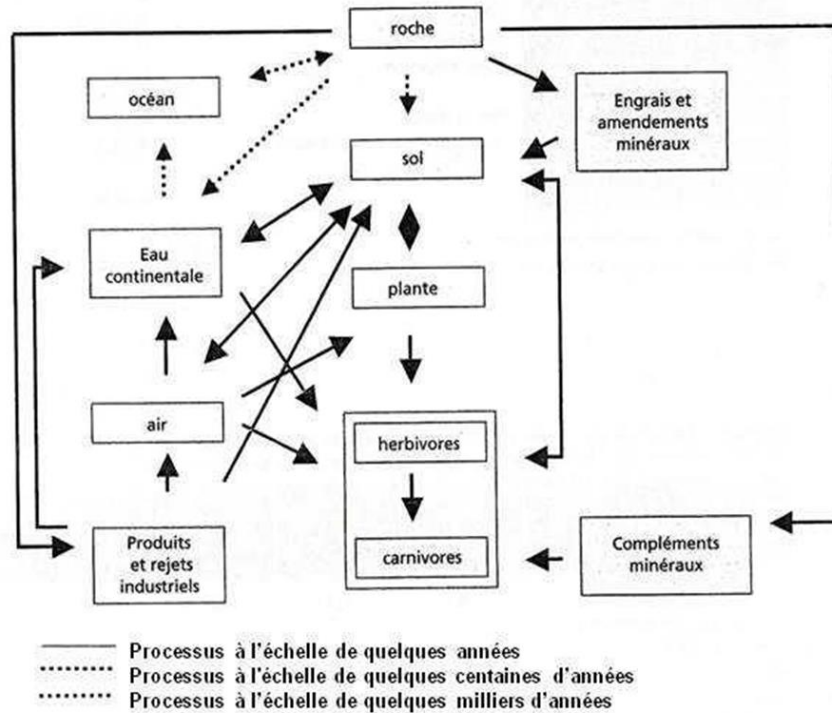 roche
océan
Engrais et
amendements
minéraux
sol
Eau
continentale
plante
air
herbivores
Produits
et rejets
industriels
carnivores
Compléments
minéraux
Processus à l'échelle de quelques années
Processus à l'échelle de quelques centaines d'années
Processus à l'échelle de quelques milliers d'années